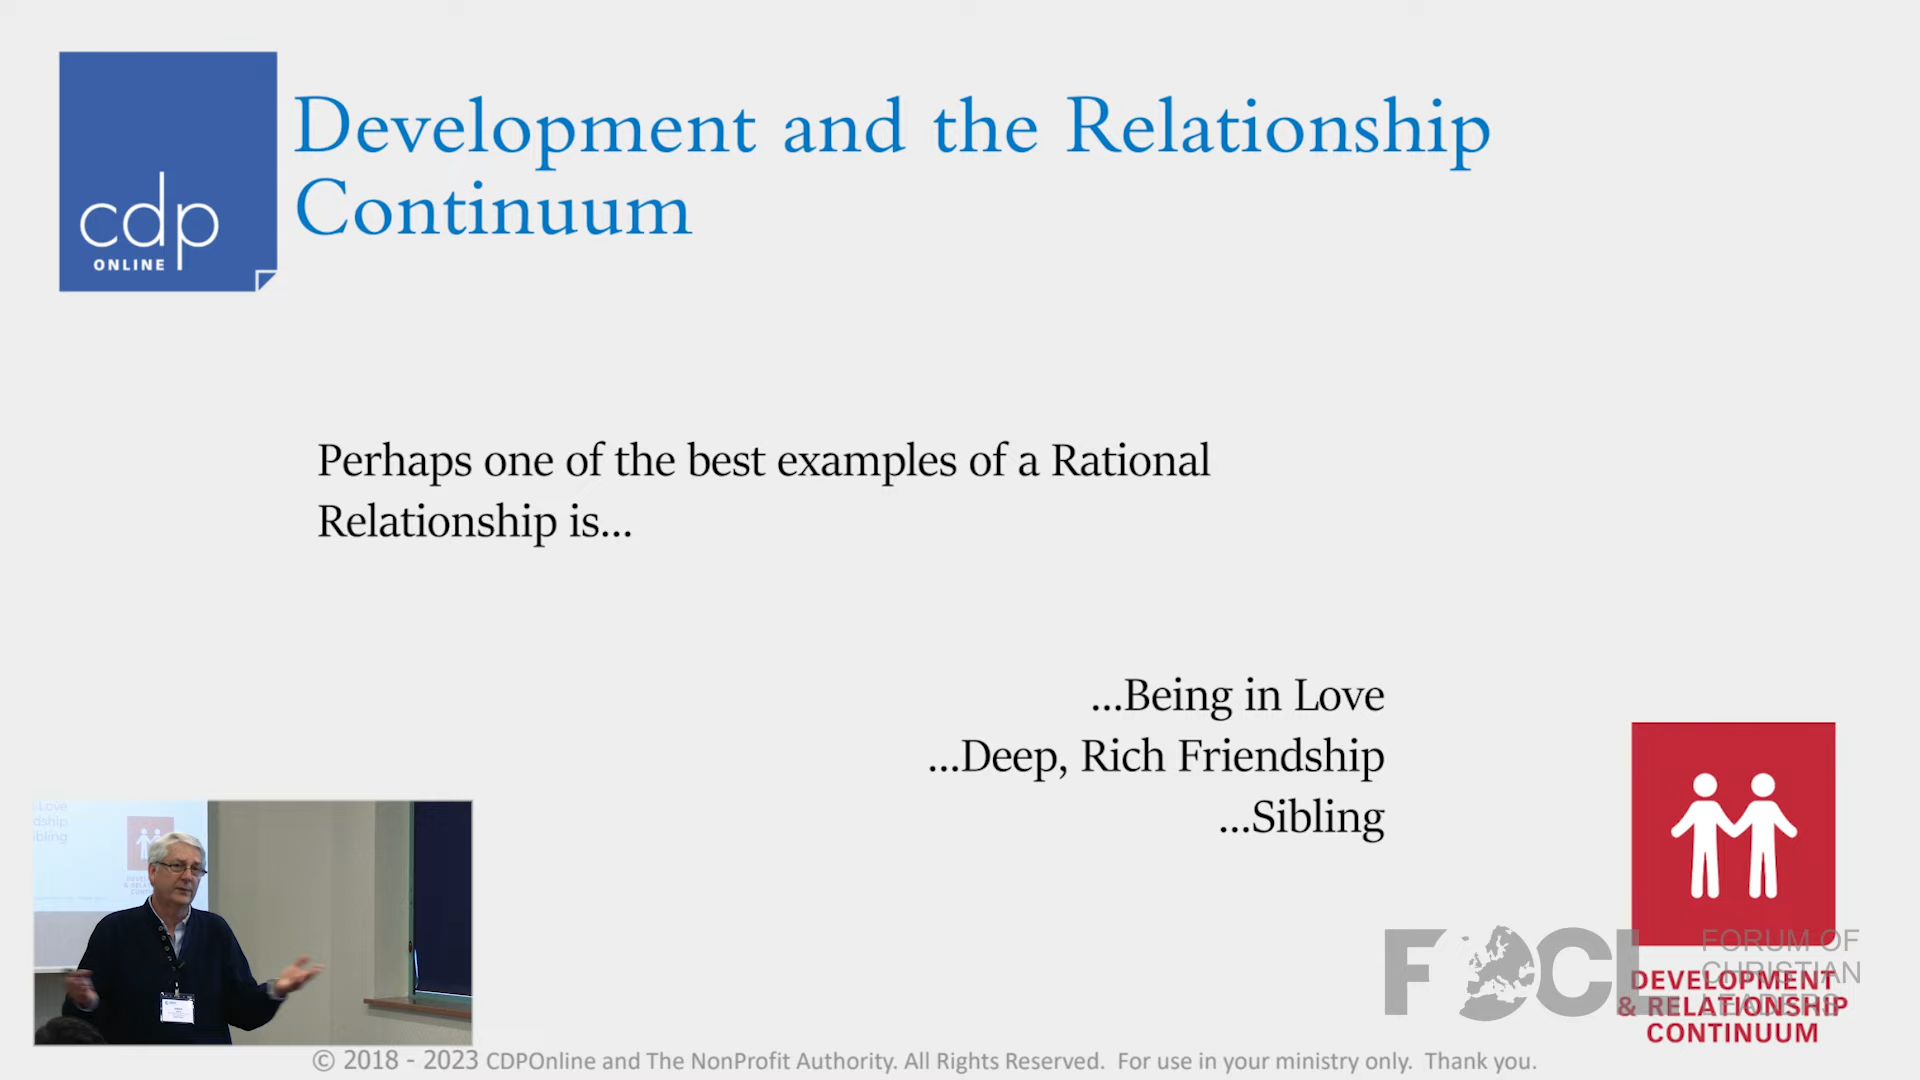 Development and the Relationship
Continuum
cdp
ONLINE
Perhaps one of the best examples of a Rational
Relationship is...
...Being in Love
...Deep, Rich Friendship
...Sibling
FOCL
FORUM OF
CHRISTIAN
LEADERS
DEVELOPMENT
& RELATIONSHIP
CONTINUUM
© 2018 - 2023 CDPOnline and The NonProfit Authority. All Rights Reserved. For use in your ministry only. Thank you.